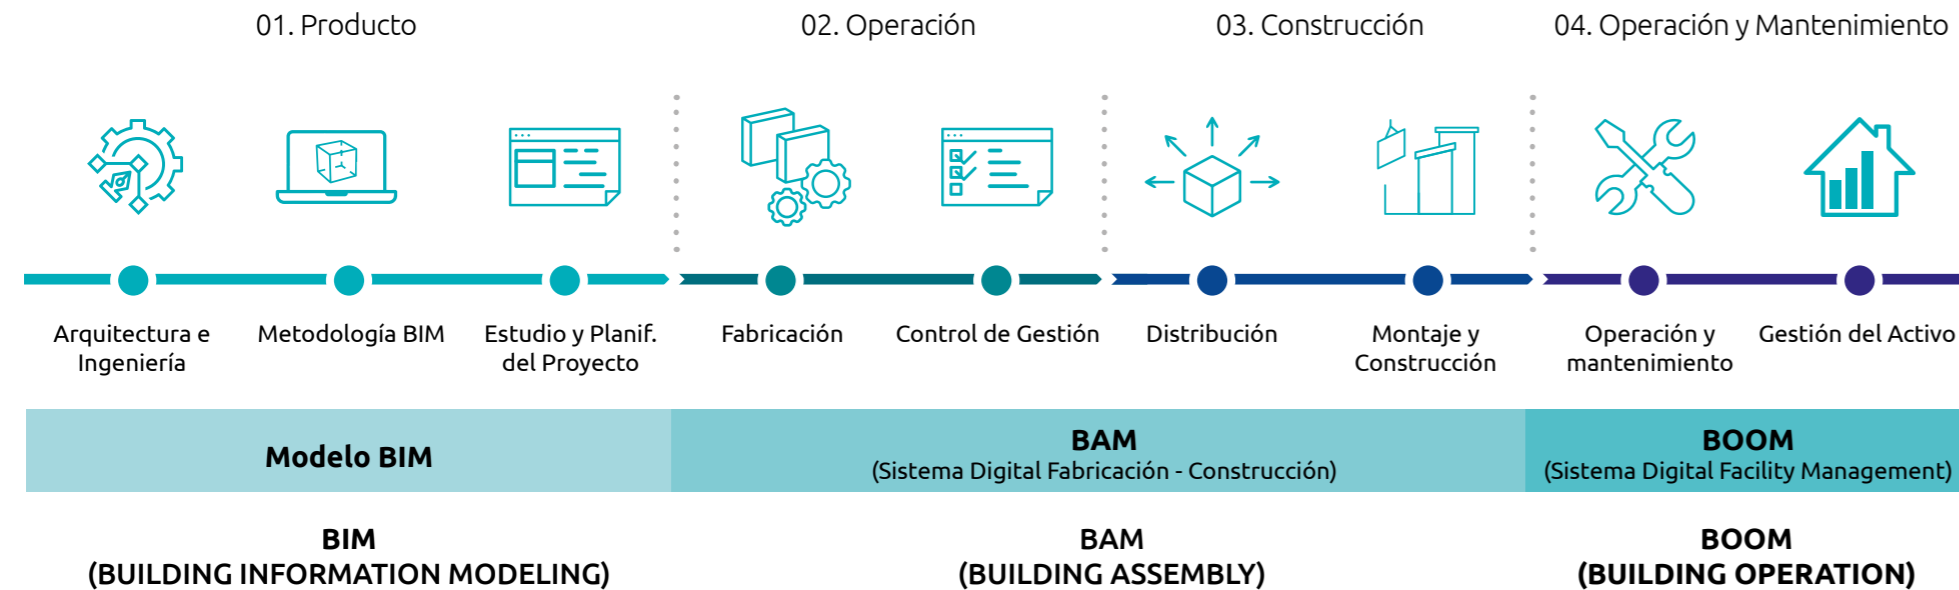 01. Producto
02. Operación
03. Construcción
04. Operación y Mantenimiento
Arquitectura e
Ingeniería
Metodología BIM
Estudio y Planif.
del Proyecto
Fabricación
Control de Gestión
Distribución
Montaje y
Construcción
Operación y
mantenimiento
Gestión del Activo
Modelo BIM
BAM
(Sistema Digital Fabricación - Construcción)
BOOM
(Sistema Digital Facility Management)
BIM
(BUILDING INFORMATION MODELING)
BAM
(BUILDING ASSEMBLY)
BOOM
(BUILDING OPERATION)